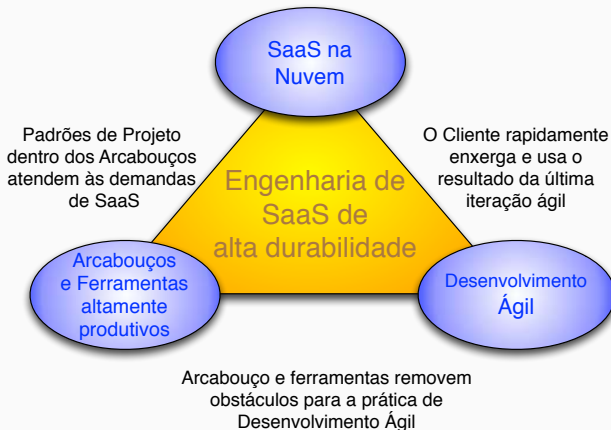 SaaS na
Nuvem
Padrões de Projeto
dentro dos Arcabouços
atendem às demandas
de SaaS
O Cliente rapidamente
enxerga e usa o
resultado da última
iteração ágil
Engenharia de
SaaS de
alta durabilidade
Arcabouços
e Ferramentas
altamente
produtivos
Desenvolvimento
Ágil
Arcabouço e ferramentas removem
obstáculos para a prática de
Desenvolvimento Ágil